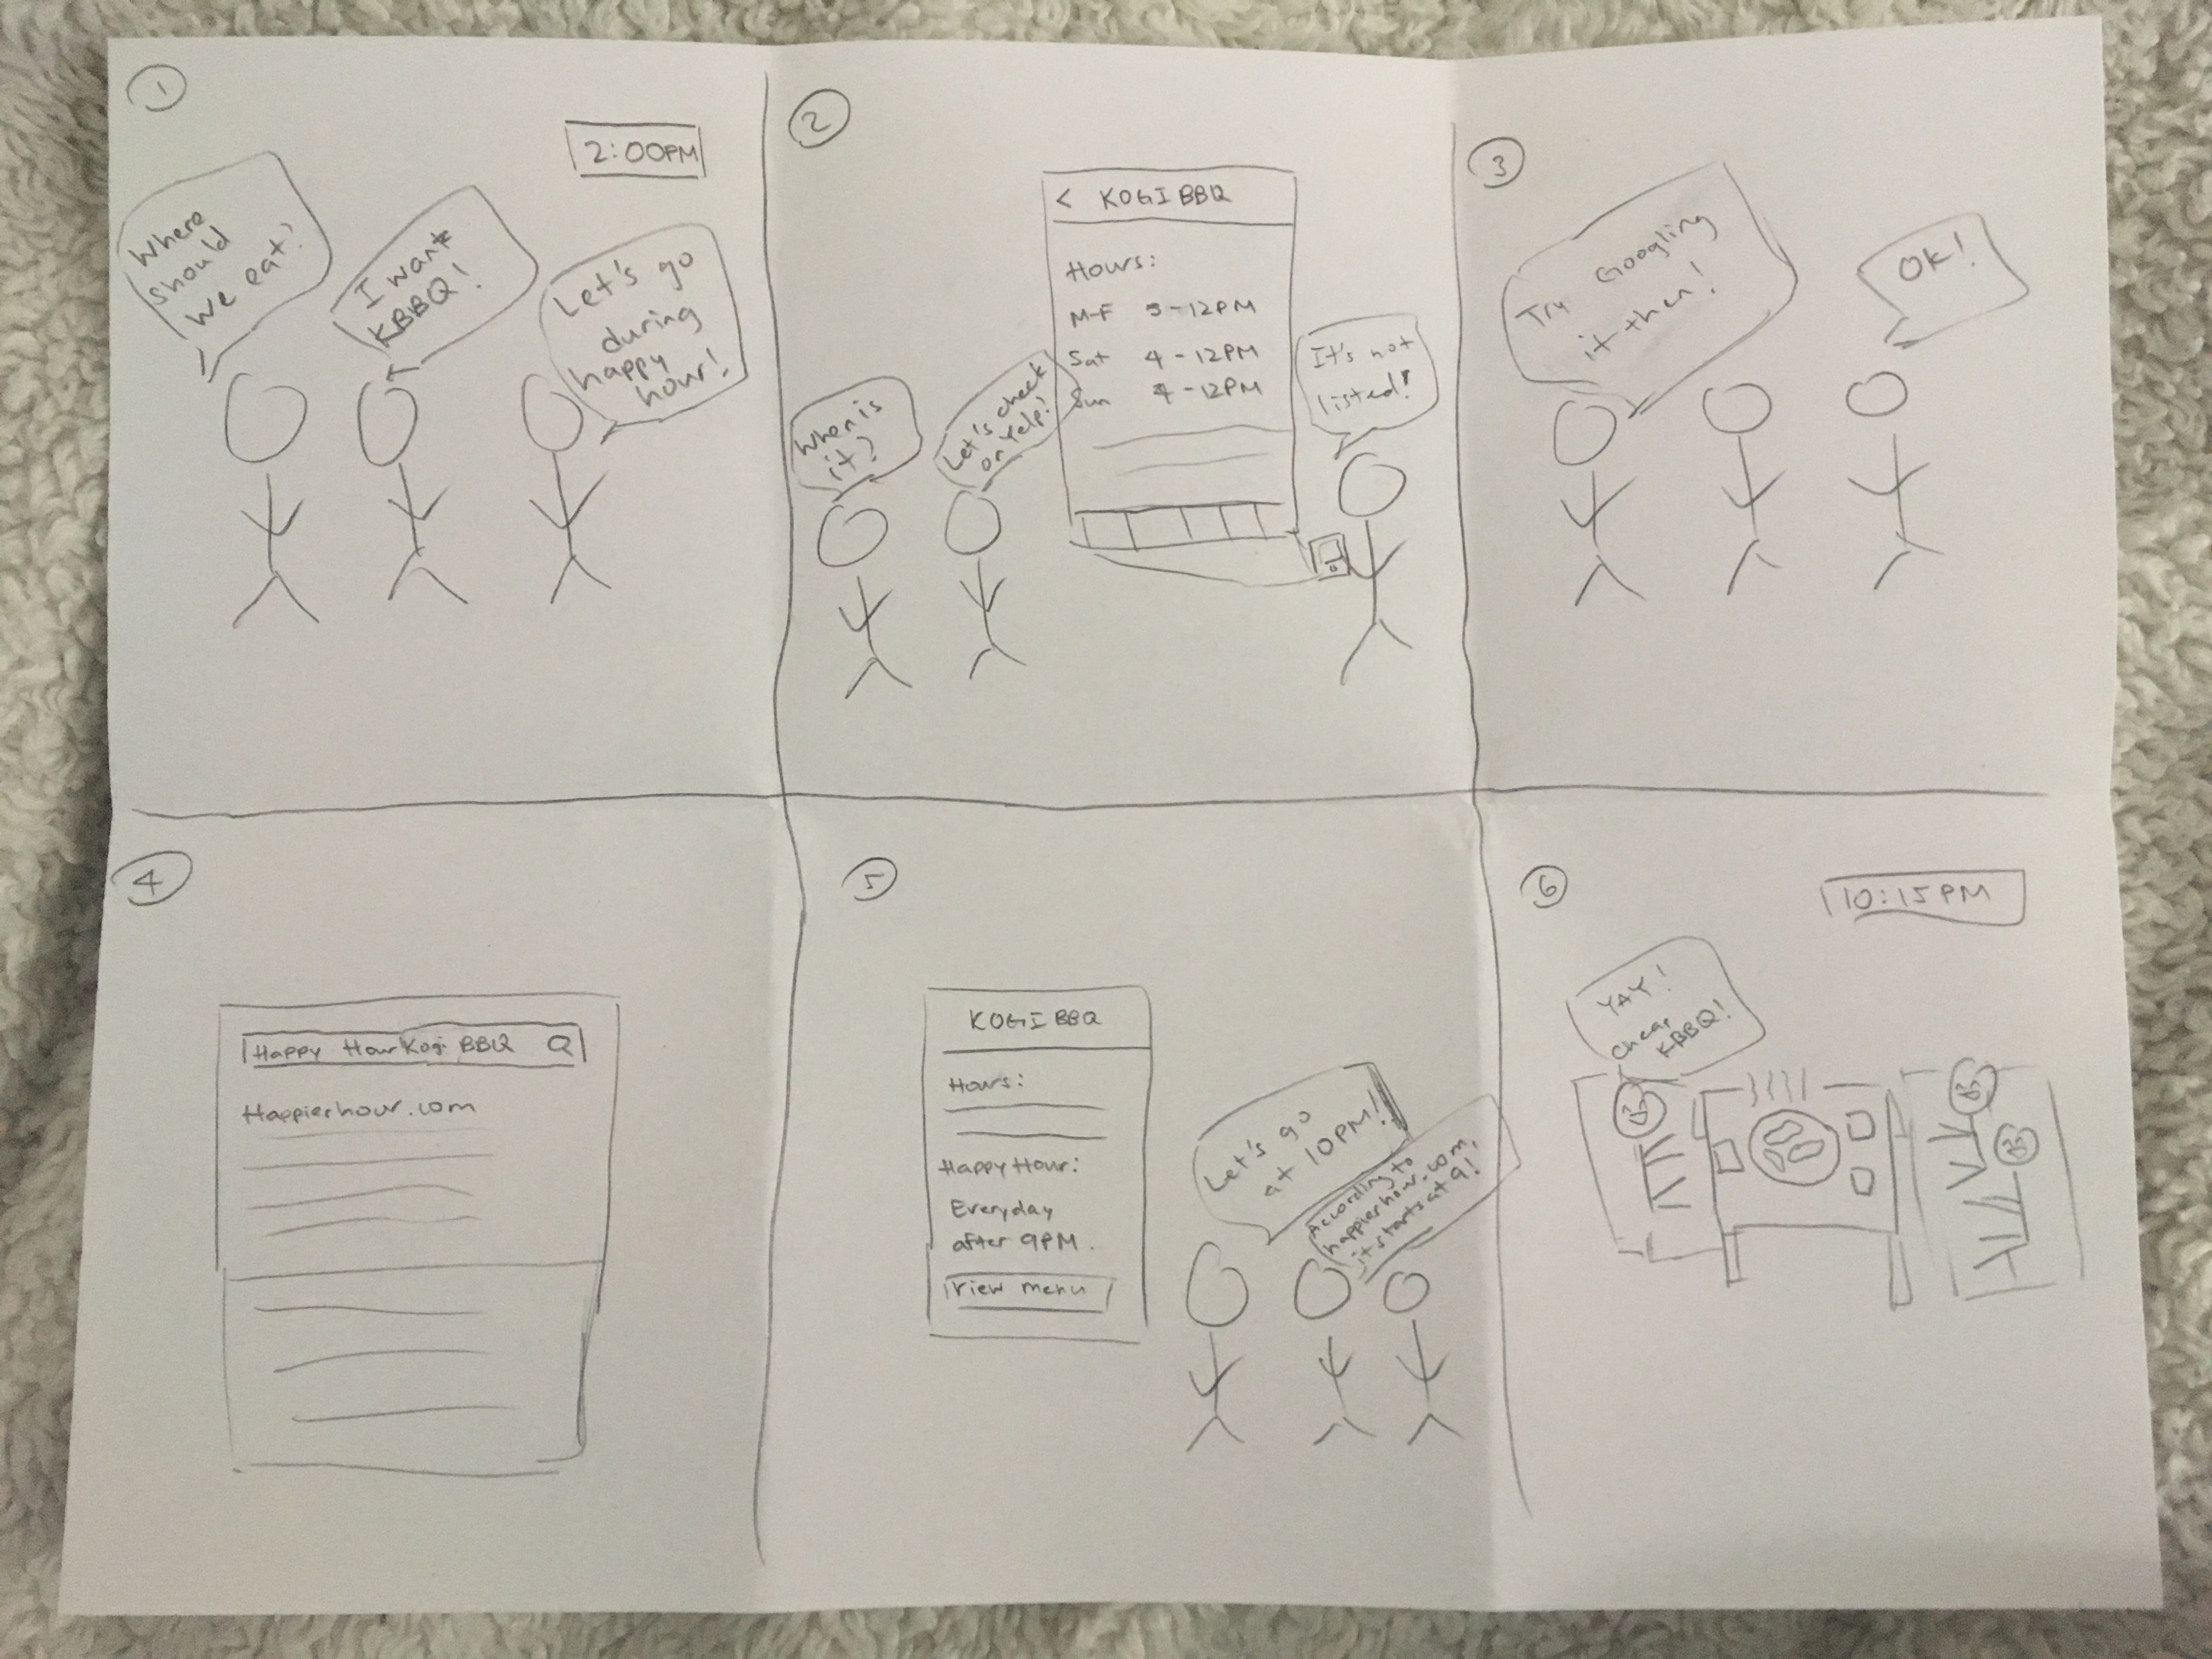 1
2:00PM
Where
should
we eat?
I want
KBBQ!
Let's go
during
happy
hour!
2
When is
it?
Let's check
on Yelp!
< KOGI BBQ
Hours:
M-F 5-12PM
Sat 4-12PM
Sun 4-12PM
It's not
listed!
3
Try Googling
it then!
OK!
4
Happy Hour Kogi BBQ
Happierhour.com
5
KOGI BBQ
Hours:
Happy Hour:
Everyday
after 9PM.
View menu
Let's go
at 10PM!
According to
happierhour.com,
it starts at 9!
6
10:15PM
YAY!
cheap
KBBQ!